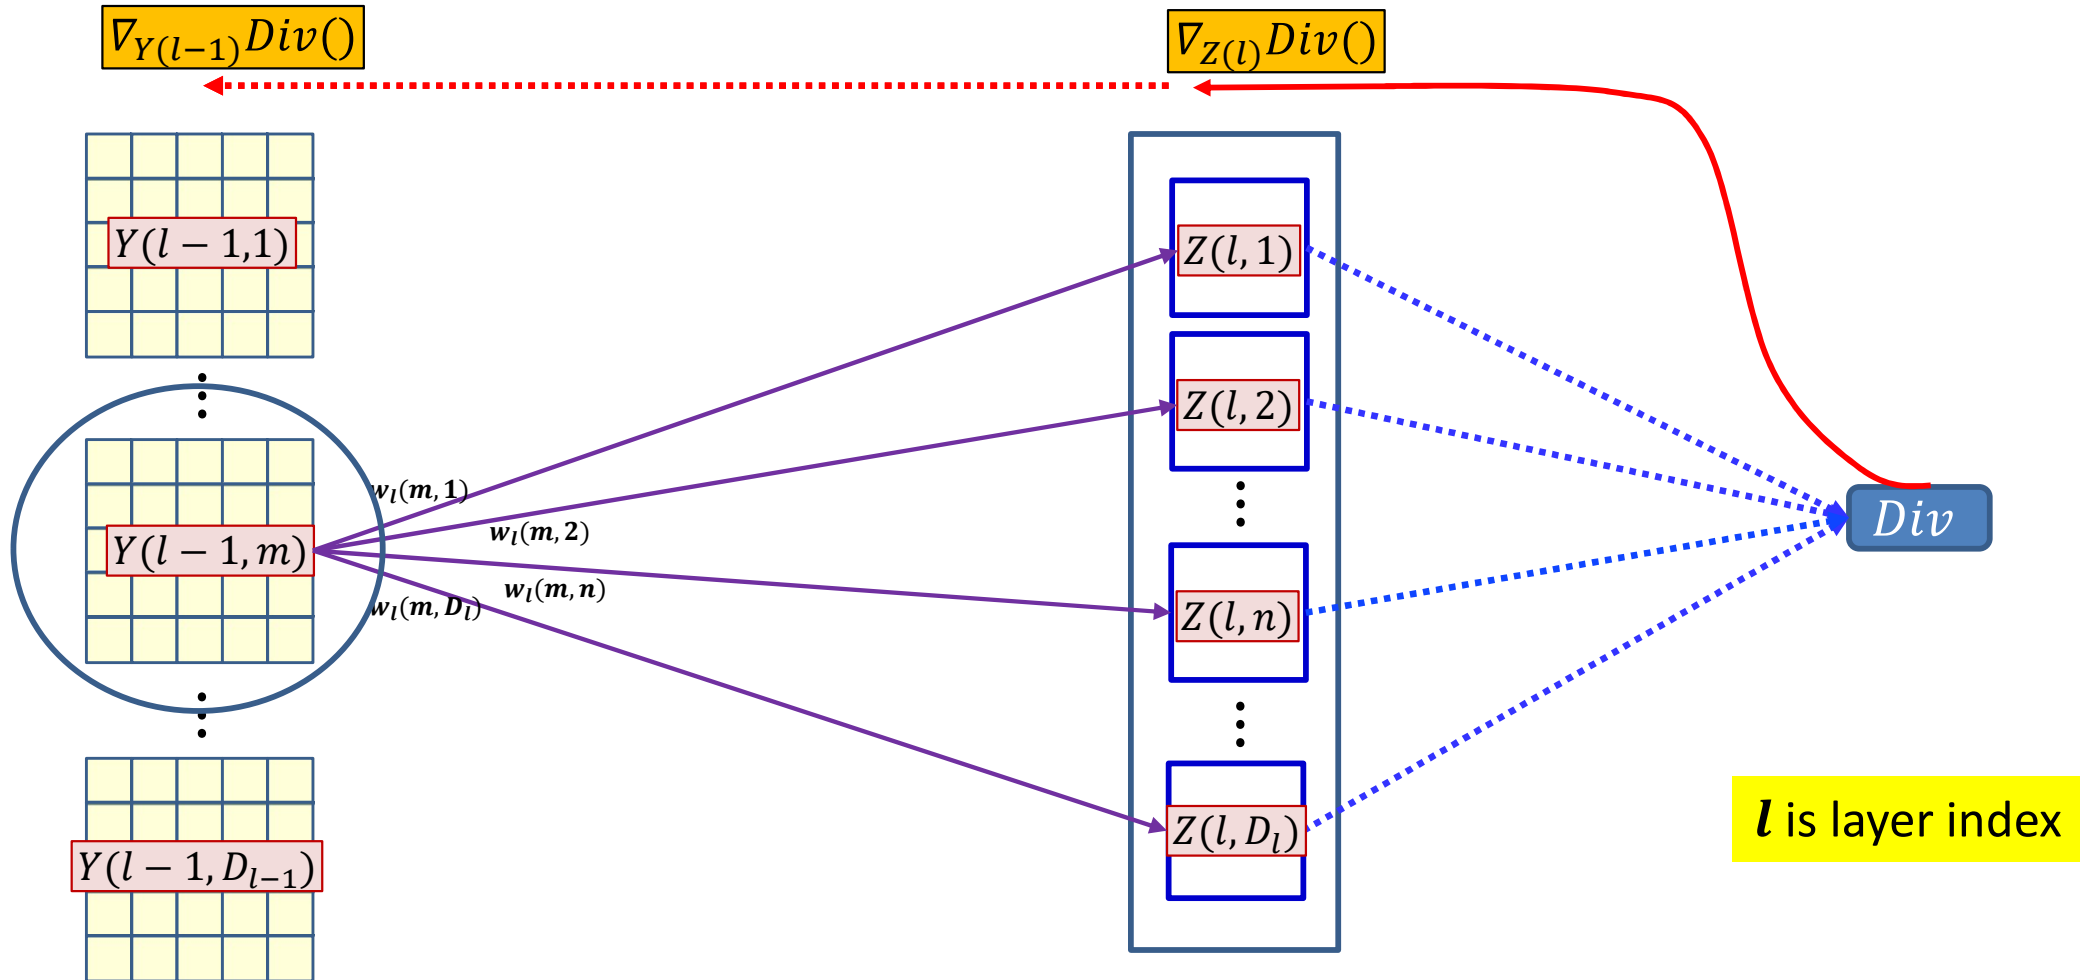 ∇_{Y(l−1)}Div()
∇_{Z(l)}Div()
Y(l − 1,1)
Z(l, 1)
Z(l, 2)
w_l(m, 1)
w_l(m, 2)
Y(l − 1, m)
Div
w_l(m, n)
w_l(m, D_l)
Z(l, n)
Z(l, D_l)
l is layer index
Y(l − 1, D_{l−1})